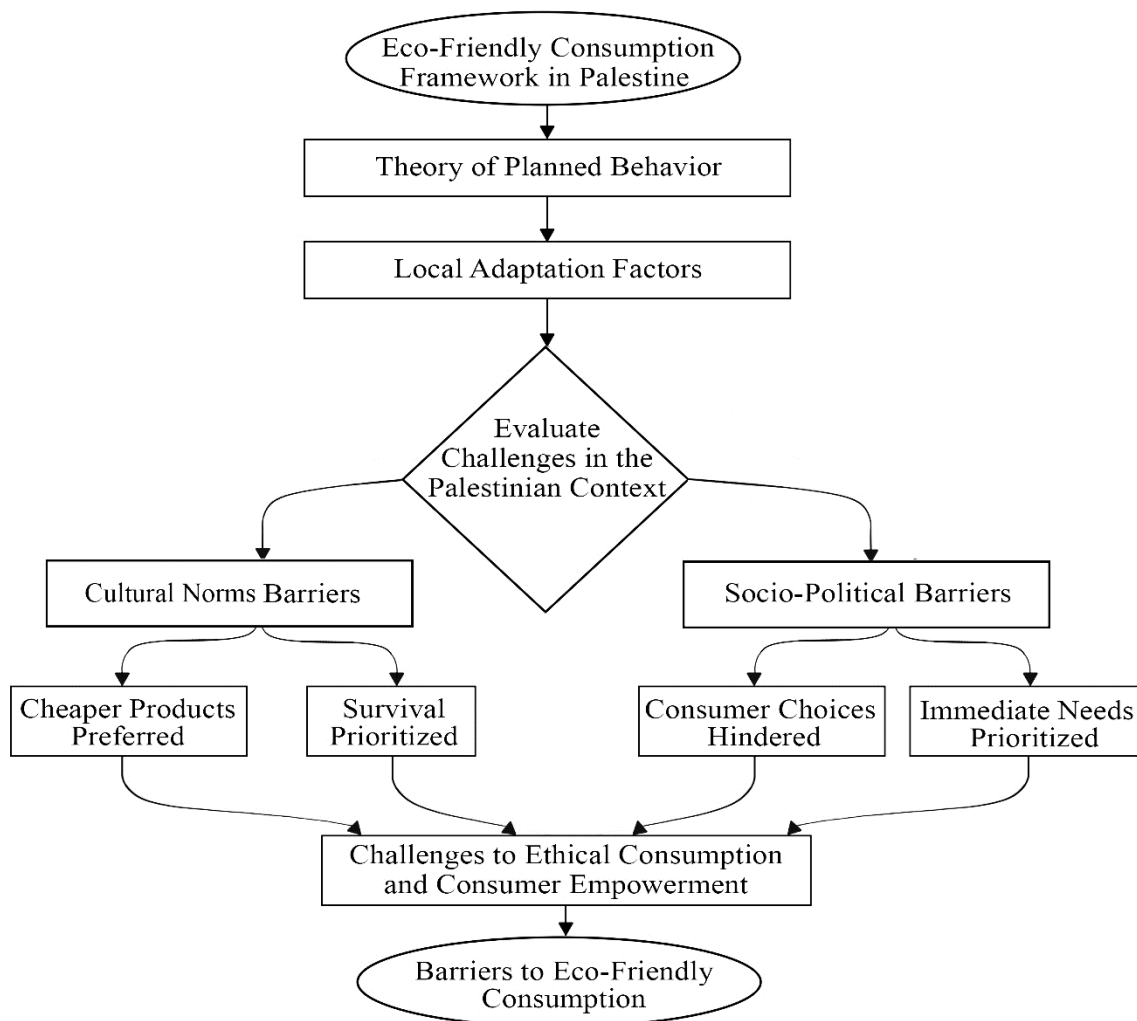 Eco-Friendly Consumption
Framework in Palestine
Theory of Planned Behavior
Local Adaptation Factors
Evaluate
Challenges in the
Palestinian Context
Cultural Norms Barriers
Socio-Political Barriers
Cheaper Products
Preferred
Survival
Prioritized
Consumer Choices
Hindered
Immediate Needs
Prioritized
Challenges to Ethical Consumption
and Consumer Empowerment
Barriers to Eco-Friendly
Consumption